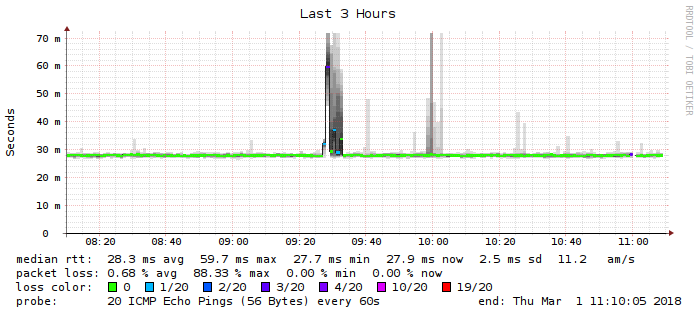 Last 3 Hours
RRDTOOL / TOBI OETIKER
Seconds
70 m
60 m
50 m
40 m
30 m
20 m
10 m
0
08:20 08:40 09:00 09:20 09:40 10:00 10:20 10:40 11:00
median rtt: 28.3 ms avg 59.7 ms max 27.7 ms min 27.9 ms now 2.5 ms sd 11.2 am/s
packet loss: 0.68 % avg 88.33 % max 0.00 % min 0.00 % now
loss color: 0 1/20 2/20 3/20 4/20 10/20 19/20
probe: 20 ICMP Echo Pings (56 Bytes) every 60s end: Thu Mar 1 11:10:05 2018